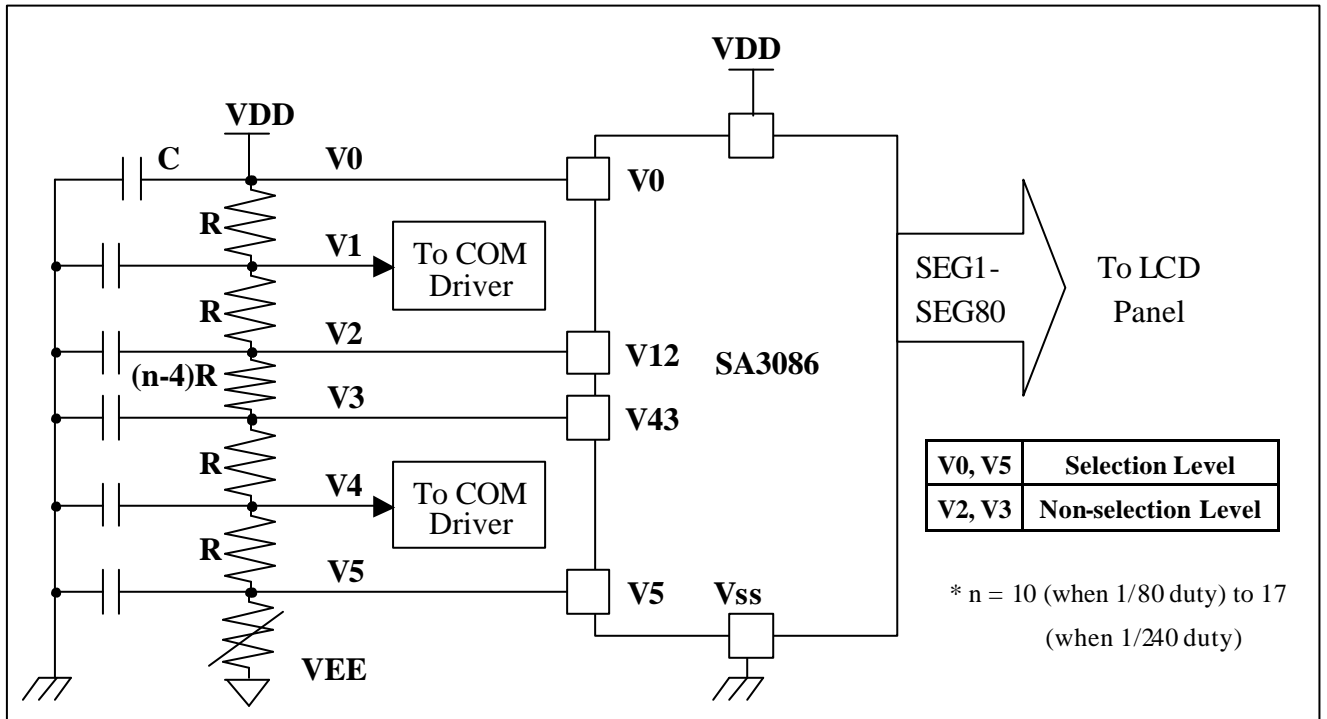 VDD
VDD
C
V0
V0
R
V1
To COM
Driver
R
V2
V12
SA3086
(n-4)R
V3
V43
R
V4
To COM
Driver
R
V5
V5
Vss
VEE
SEG1-
SEG80
To LCD
Panel
V0, V5 Selection Level
V2, V3 Non-selection Level
* n = 10 (when 1/80 duty) to 17
(when 1/240 duty)